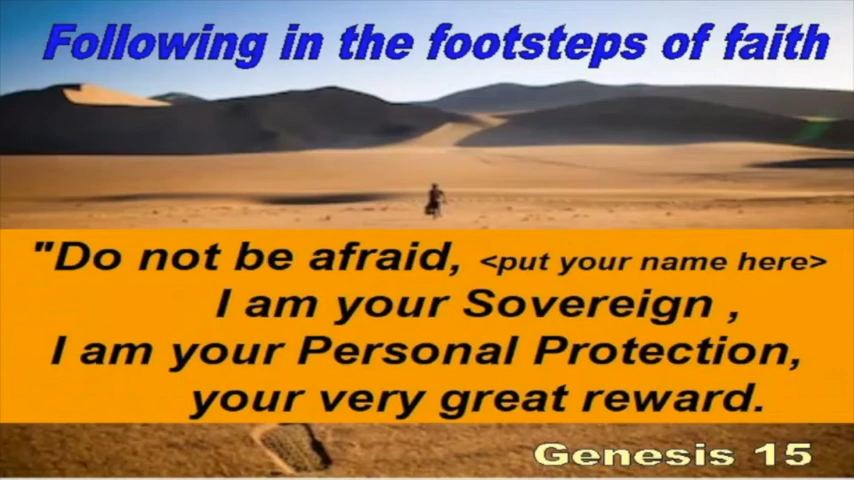 Following in the footsteps of faith
"Do not be afraid, <put your name here>
I am your Sovereign ,
I am your Personal Protection,
your very great reward.
Genesis 15